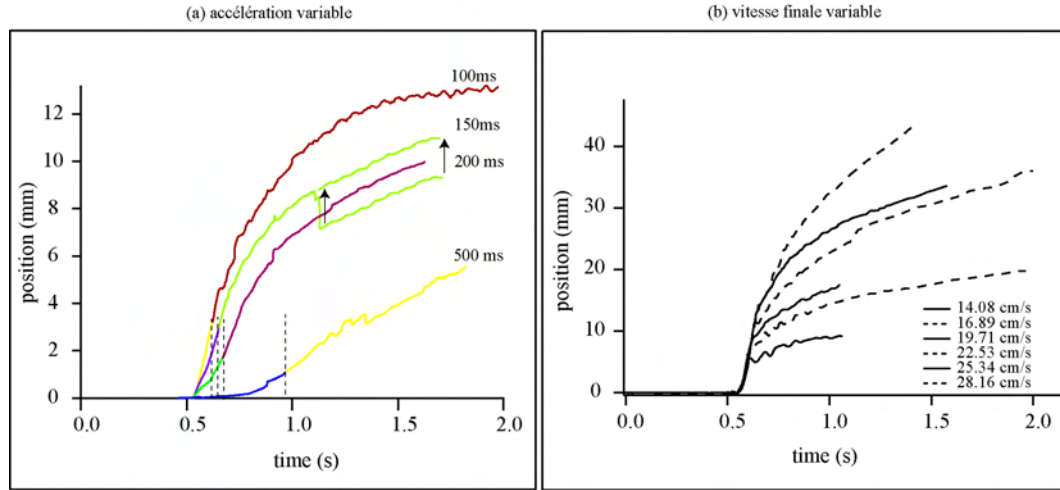 (a) accélération variable
(b) vitesse finale variable
position (mm)
12
10
8
6
4
2
0
100ms
150ms
200 ms
500 ms
0.0
0.5
1.0
1.5
2.0
time (s)
position (mm)
40
30
20
10
0
14.08 cm/s
16.89 cm/s
19.71 cm/s
22.53 cm/s
25.34 cm/s
28.16 cm/s
0.0
0.5
1.0
1.5
2.0
time (s)